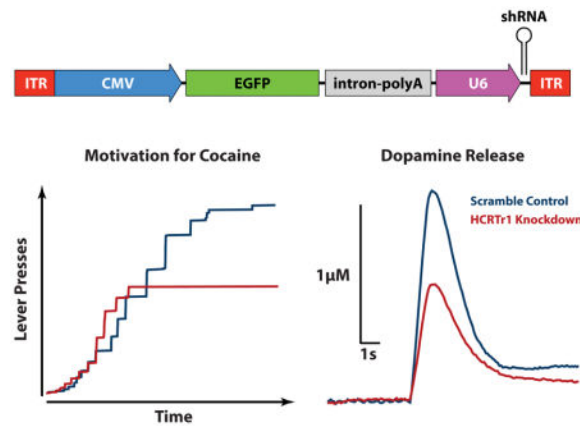 shRNA
ITR CMV EGFP intron-polyA U6 ITR
Motivation for Cocaine
Lever Presses
Time
Dopamine Release
Scramble Control
HCRTr1 Knockdown
1µM
1s